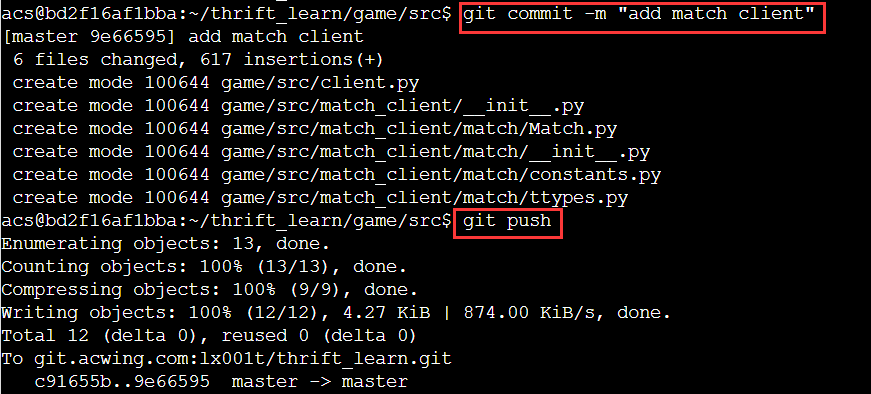 acs@bd2f16af1bba:~/thrift_learn/game/src$ git commit -m "add match client"
[master 9e66595] add match client
 6 files changed, 617 insertions(+)
 create mode 100644 game/src/client.py
 create mode 100644 game/src/match_client/__init__.py
 create mode 100644 game/src/match_client/match/Match.py
 create mode 100644 game/src/match_client/match/__init__.py
 create mode 100644 game/src/match_client/match/constants.py
 create mode 100644 game/src/match_client/match/ttypes.py
acs@bd2f16af1bba:~/thrift_learn/game/src$ git push
Enumerating objects: 13, done.
Counting objects: 100% (13/13), done.
Compressing objects: 100% (9/9), done.
Writing objects: 100% (12/12), 4.27 KiB | 874.00 KiB/s, done.
Total 12 (delta 0), reused 0 (delta 0)
To git.acwing.com:lx001t/thrift_learn.git
   c91655b..9e66595  master -> master